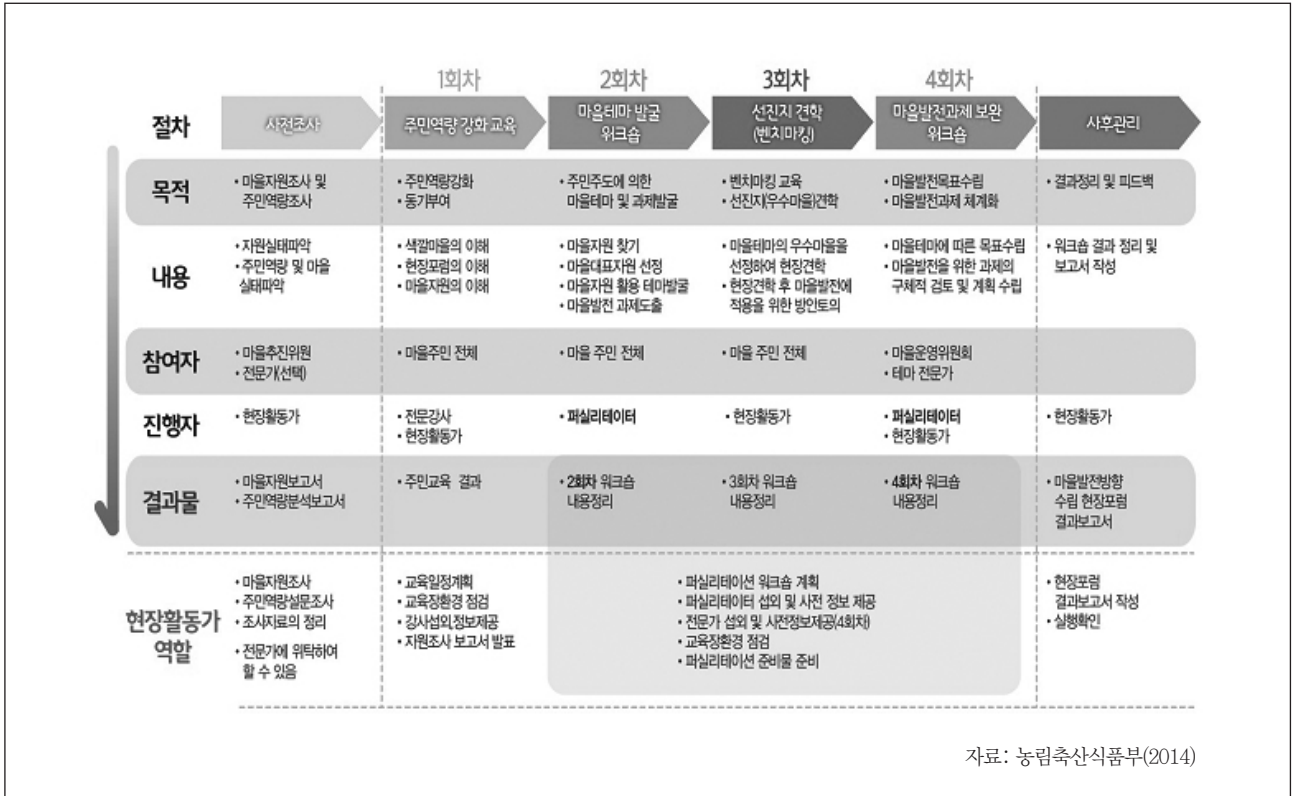 1회차
2회차
3회차
4회차
절차
사전조사
주민역량 강화 교육
마을테마 발굴
워크숍
선진지 견학
(벤치마킹)
마을발전과제 보완
워크숍
사후관리
목적
• 마을자원조사 및
주민역량조사
• 주민역량강화
• 동기부여
• 주민주도에 의한
마을테마 및 과제발굴
• 벤치마킹 교육
• 선진지(우수마을)견학
• 마을발전목표수립
• 마을발전과제 체계화
• 결과정리 및 피드백
내용
• 자원실태파악
• 주민역량 및 마을
실태파악
• 색깔마을의 이해
• 현장포럼의 이해
• 마을자원의 이해
• 마을자원 찾기
• 마을대표자원 선정
• 마을자원 활용 테마발굴
• 마을발전 과제도출
• 마을테마의 우수마을을
선정하여 현장견학
• 현장견학 후 마을발전에
적용을 위한 방안토의
• 마을테마에 따른 목표수립
• 마을발전을 위한 과제의
구체적 검토 및 계획 수립
• 워크숍 결과 정리 및
보고서 작성
참여자
• 마을추진위원
• 전문가(선택)
• 마을주민 전체
• 마을 주민 전체
• 마을 주민 전체
• 마을운영위원회
• 테마 전문가
진행자
• 현장활동가
• 전문강사
• 현장활동가
• 퍼실리테이터
• 현장활동가
• 퍼실리테이터
• 현장활동가
• 현장활동가
결과물
• 마을자원보고서
• 주민역량분석보고서
• 주민교육 결과
• 2회차 워크숍
내용정리
• 3회차 워크숍
내용정리
• 4회차 워크숍
내용정리
• 마을발전방향
수립 현장포럼
결과보고서
현장활동가
역할
• 마을자원조사
• 주민역량설문조사
• 조사자료의 정리
• 전문가에 위탁하여
할 수 있음
• 교육일정계획
• 교육장환경 점검
• 강사섭외,정보제공
• 자원조사 보고서 발표
• 퍼실리테이션 워크숍 계획
• 퍼실리테이터 섭외 및 사전 정보 제공
• 전문가 섭외 및 사전정보제공(4회차)
• 교육장환경 점검
• 퍼실리테이션 준비물 준비
• 현장포럼
결과보고서 작성
• 실행확인
자료: 농림축산식품부(2014)